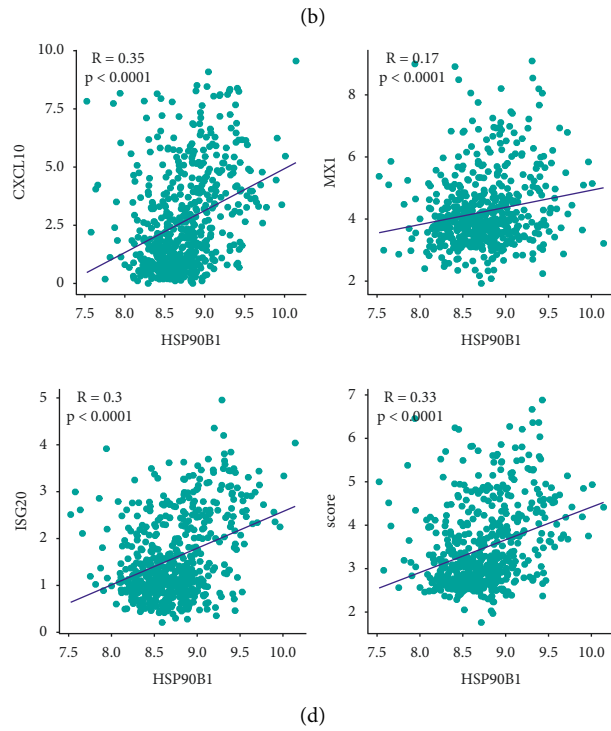 (b)
R = 0.35
p < 0.0001
10.0
7.5
5.0
2.5
0
CXCL10
7.5 8.0 8.5 9.0 9.5 10.0
HSP90B1
R = 0.17
p < 0.0001
8
6
4
2
MX1
7.5 8.0 8.5 9.0 9.5 10.0
HSP90B1
R = 0.3
p < 0.0001
5
4
3
2
1
0
ISG20
7.5 8.0 8.5 9.0 9.5 10.0
HSP90B1
R = 0.33
p < 0.0001
7
6
5
4
3
2
score
7.5 8.0 8.5 9.0 9.5 10.0
HSP90B1
(d)